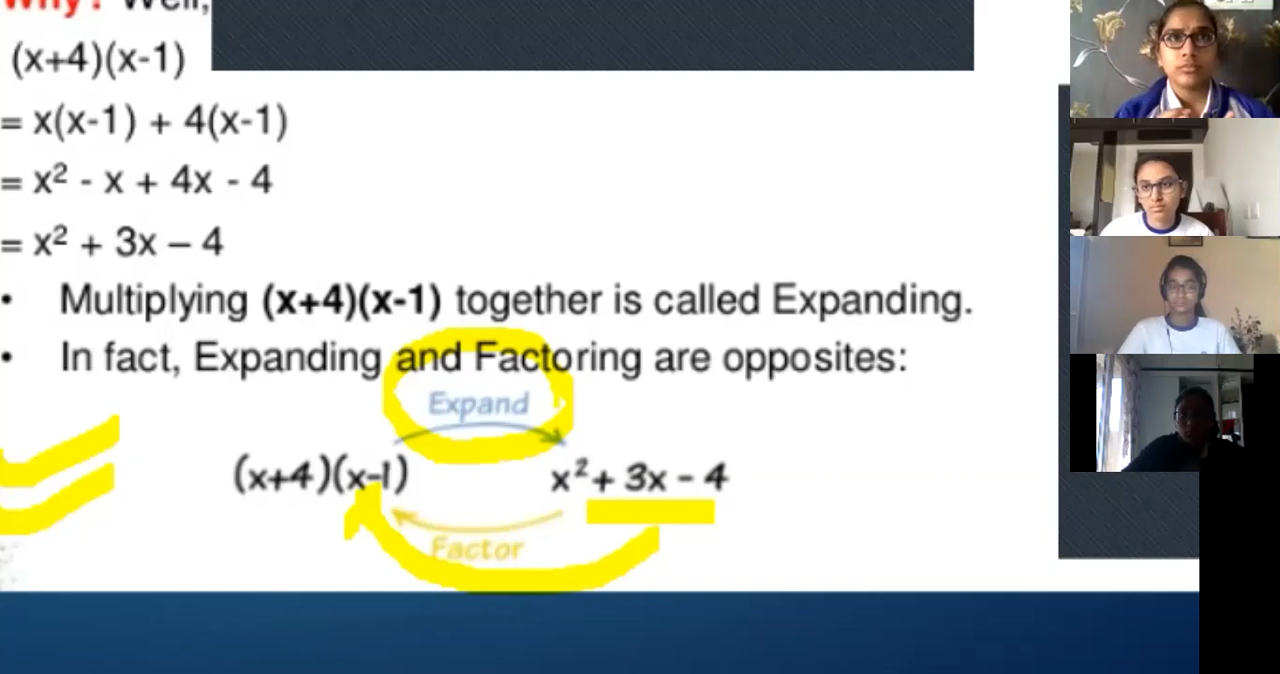 Why? Well,
(x+4)(x-1)
= x(x-1) + 4(x-1)
= x² - x + 4x - 4
= x² + 3x – 4
• Multiplying (x+4)(x-1) together is called Expanding.
• In fact, Expanding and Factoring are opposites:
Expand
(x+4)(x-1) x² + 3x - 4
Factor